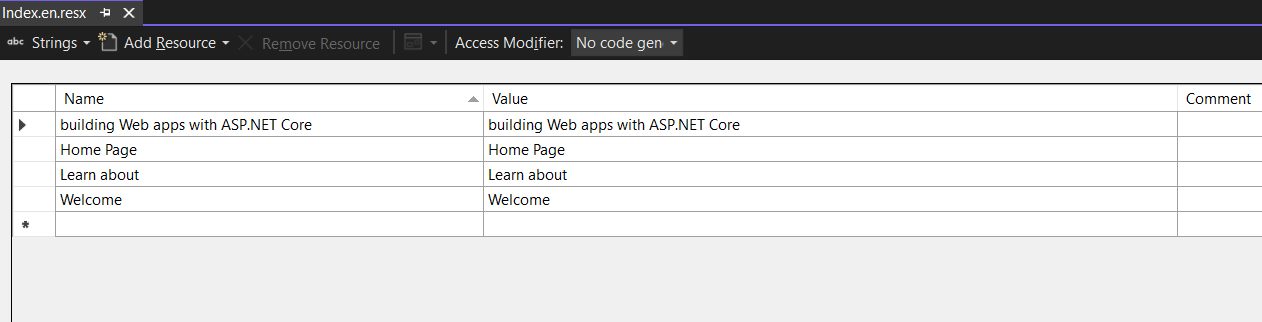 Index.en.resx
abc Strings Add Resource Remove Resource Access Modifier: No code gen
Name Value Comment
building Web apps with ASP.NET Core building Web apps with ASP.NET Core
Home Page Home Page
Learn about Learn about
Welcome Welcome
*